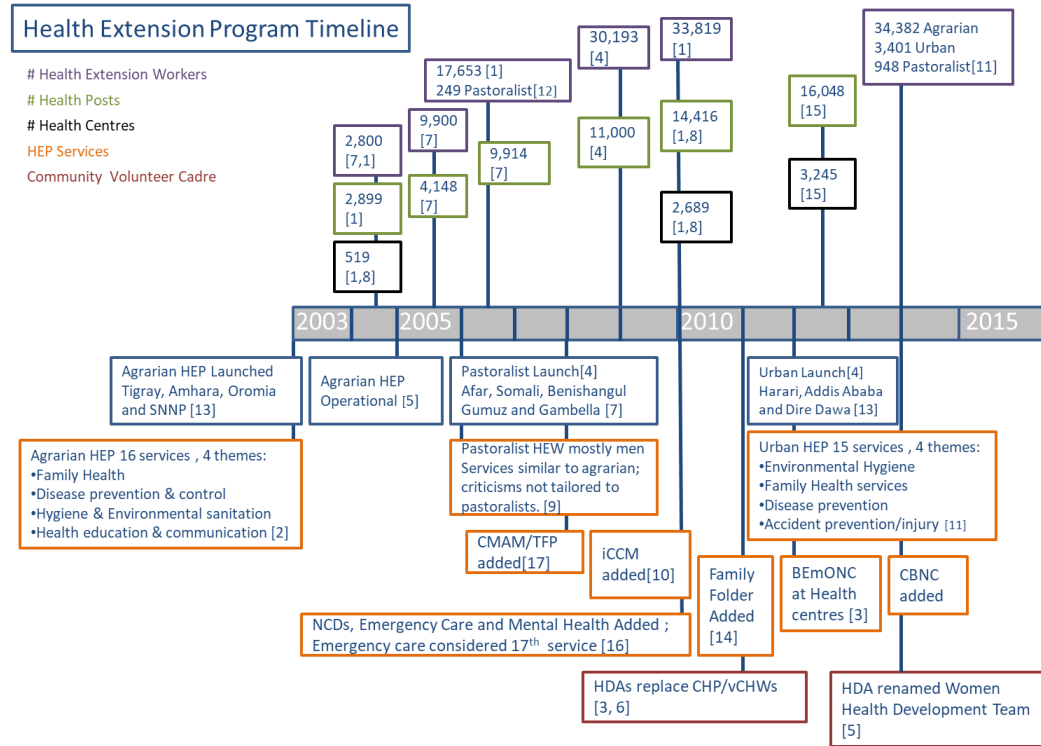 Health Extension Program Timeline
# Health Extension Workers
# Health Posts
# Health Centres
HEP Services
Community Volunteer Cadre
2,800
[7,1]
2,899
[1]
519
[1,8]
9,900
[7]
4,148
[7]
17,653 [1]
249 Pastoralist[12]
9,914
[7]
30,193
[4]
11,000
[4]
33,819
[1]
14,416
[1,8]
2,689
[1,8]
16,048
[15]
3,245
[15]
34,382 Agrarian
3,401 Urban
948 Pastoralist[11]
2003
2005
2010
2015
Agrarian HEP Launched
Tigray, Amhara, Oromia
and SNNP [13]
Agrarian HEP
Operational [5]
Pastoralist Launch[4]
Afar, Somali, Benishangul
Gumuz and Gambella [7]
Urban Launch[4]
Harari, Addis Ababa
and Dire Dawa [13]
Agrarian HEP 16 services , 4 themes:
•Family Health
•Disease prevention & control
•Hygiene & Environmental sanitation
•Health education & communication [2]
Pastoralist HEW mostly men
Services similar to agrarian;
criticisms not tailored to
pastoralists. [9]
Urban HEP 15 services, 4 themes:
•Environmental Hygiene
•Family Health services
•Disease prevention
•Accident prevention/injury [11]
CMAM/TFP
added[17]
iCCM
added[10]
Family
Folder
Added
[14]
BEmONC
at Health
centres [3]
CBNC
added
NCDs, Emergency Care and Mental Health Added ;
Emergency care considered 17th service [16]
HDAs replace CHP/vCHWs
[3, 6]
HDA renamed Women
Health Development Team
[5]